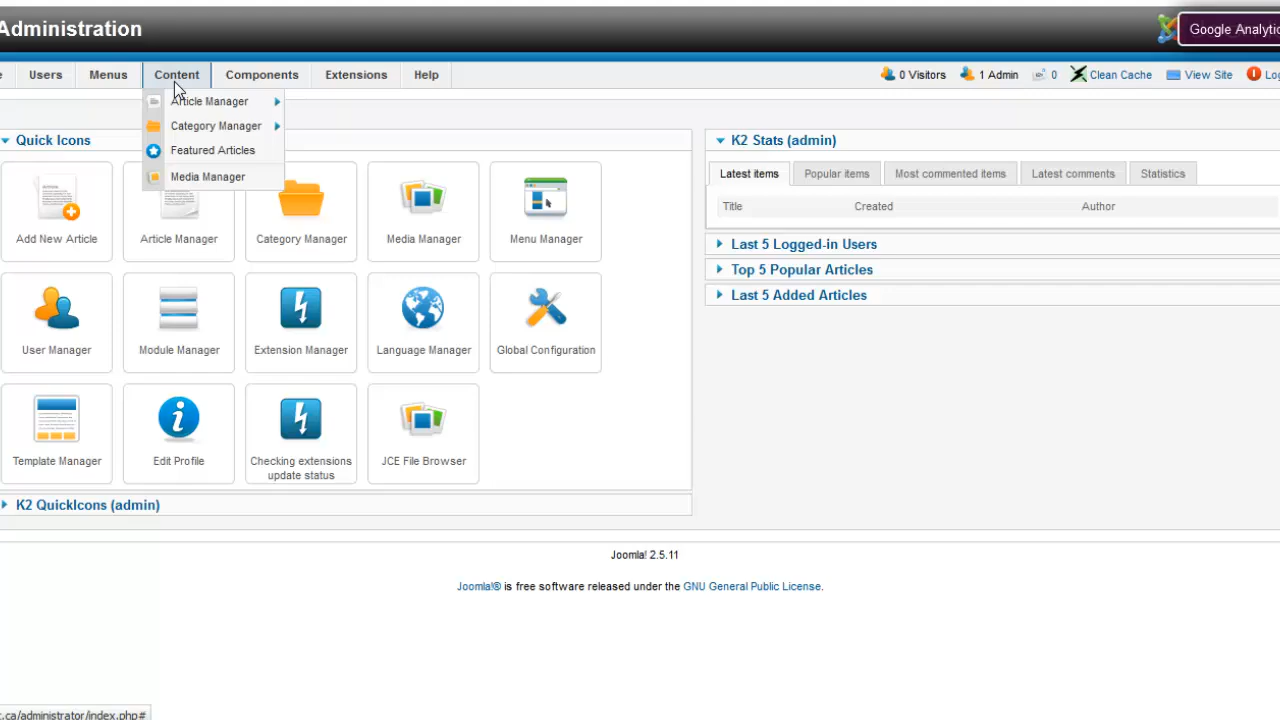 Administration
Google Analytic
e Users Menus Content Components Extensions Help
0 Visitors 1 Admin 0 Clean Cache View Site Log
Article Manager
Category Manager
Featured Articles
Media Manager
Quick Icons
Add New Article
Article Manager
Category Manager
Media Manager
Menu Manager
User Manager
Module Manager
Extension Manager
Language Manager
Global Configuration
Template Manager
Edit Profile
Checking extensions
update status
JCE File Browser
K2 QuickIcons (admin)
K2 Stats (admin)
Latest items Popular items Most commented items Latest comments Statistics
Title Created Author
Last 5 Logged-in Users
Top 5 Popular Articles
Last 5 Added Articles
Joomla! 2.5.11
Joomla!® is free software released under the GNU General Public License.
c.ca/administrator/index.php#